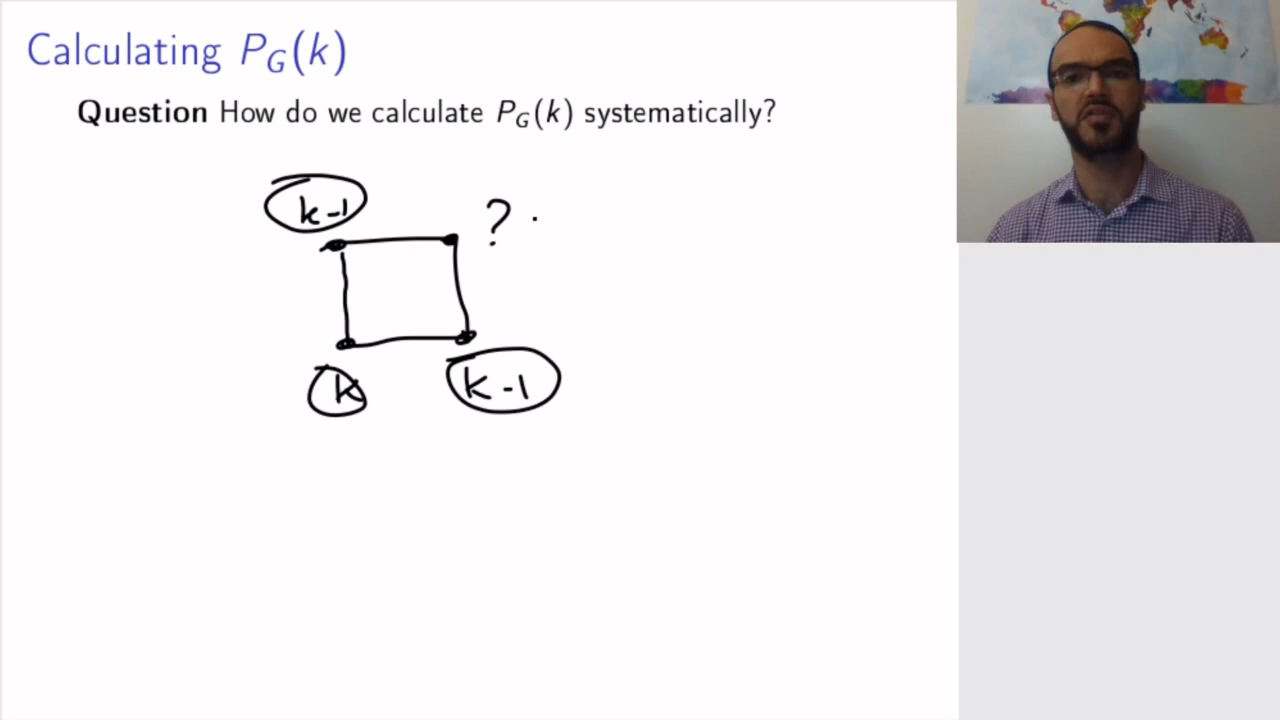 Calculating P_G(k)
Question How do we calculate P_G(k) systematically?
k-1
?
k
k-1